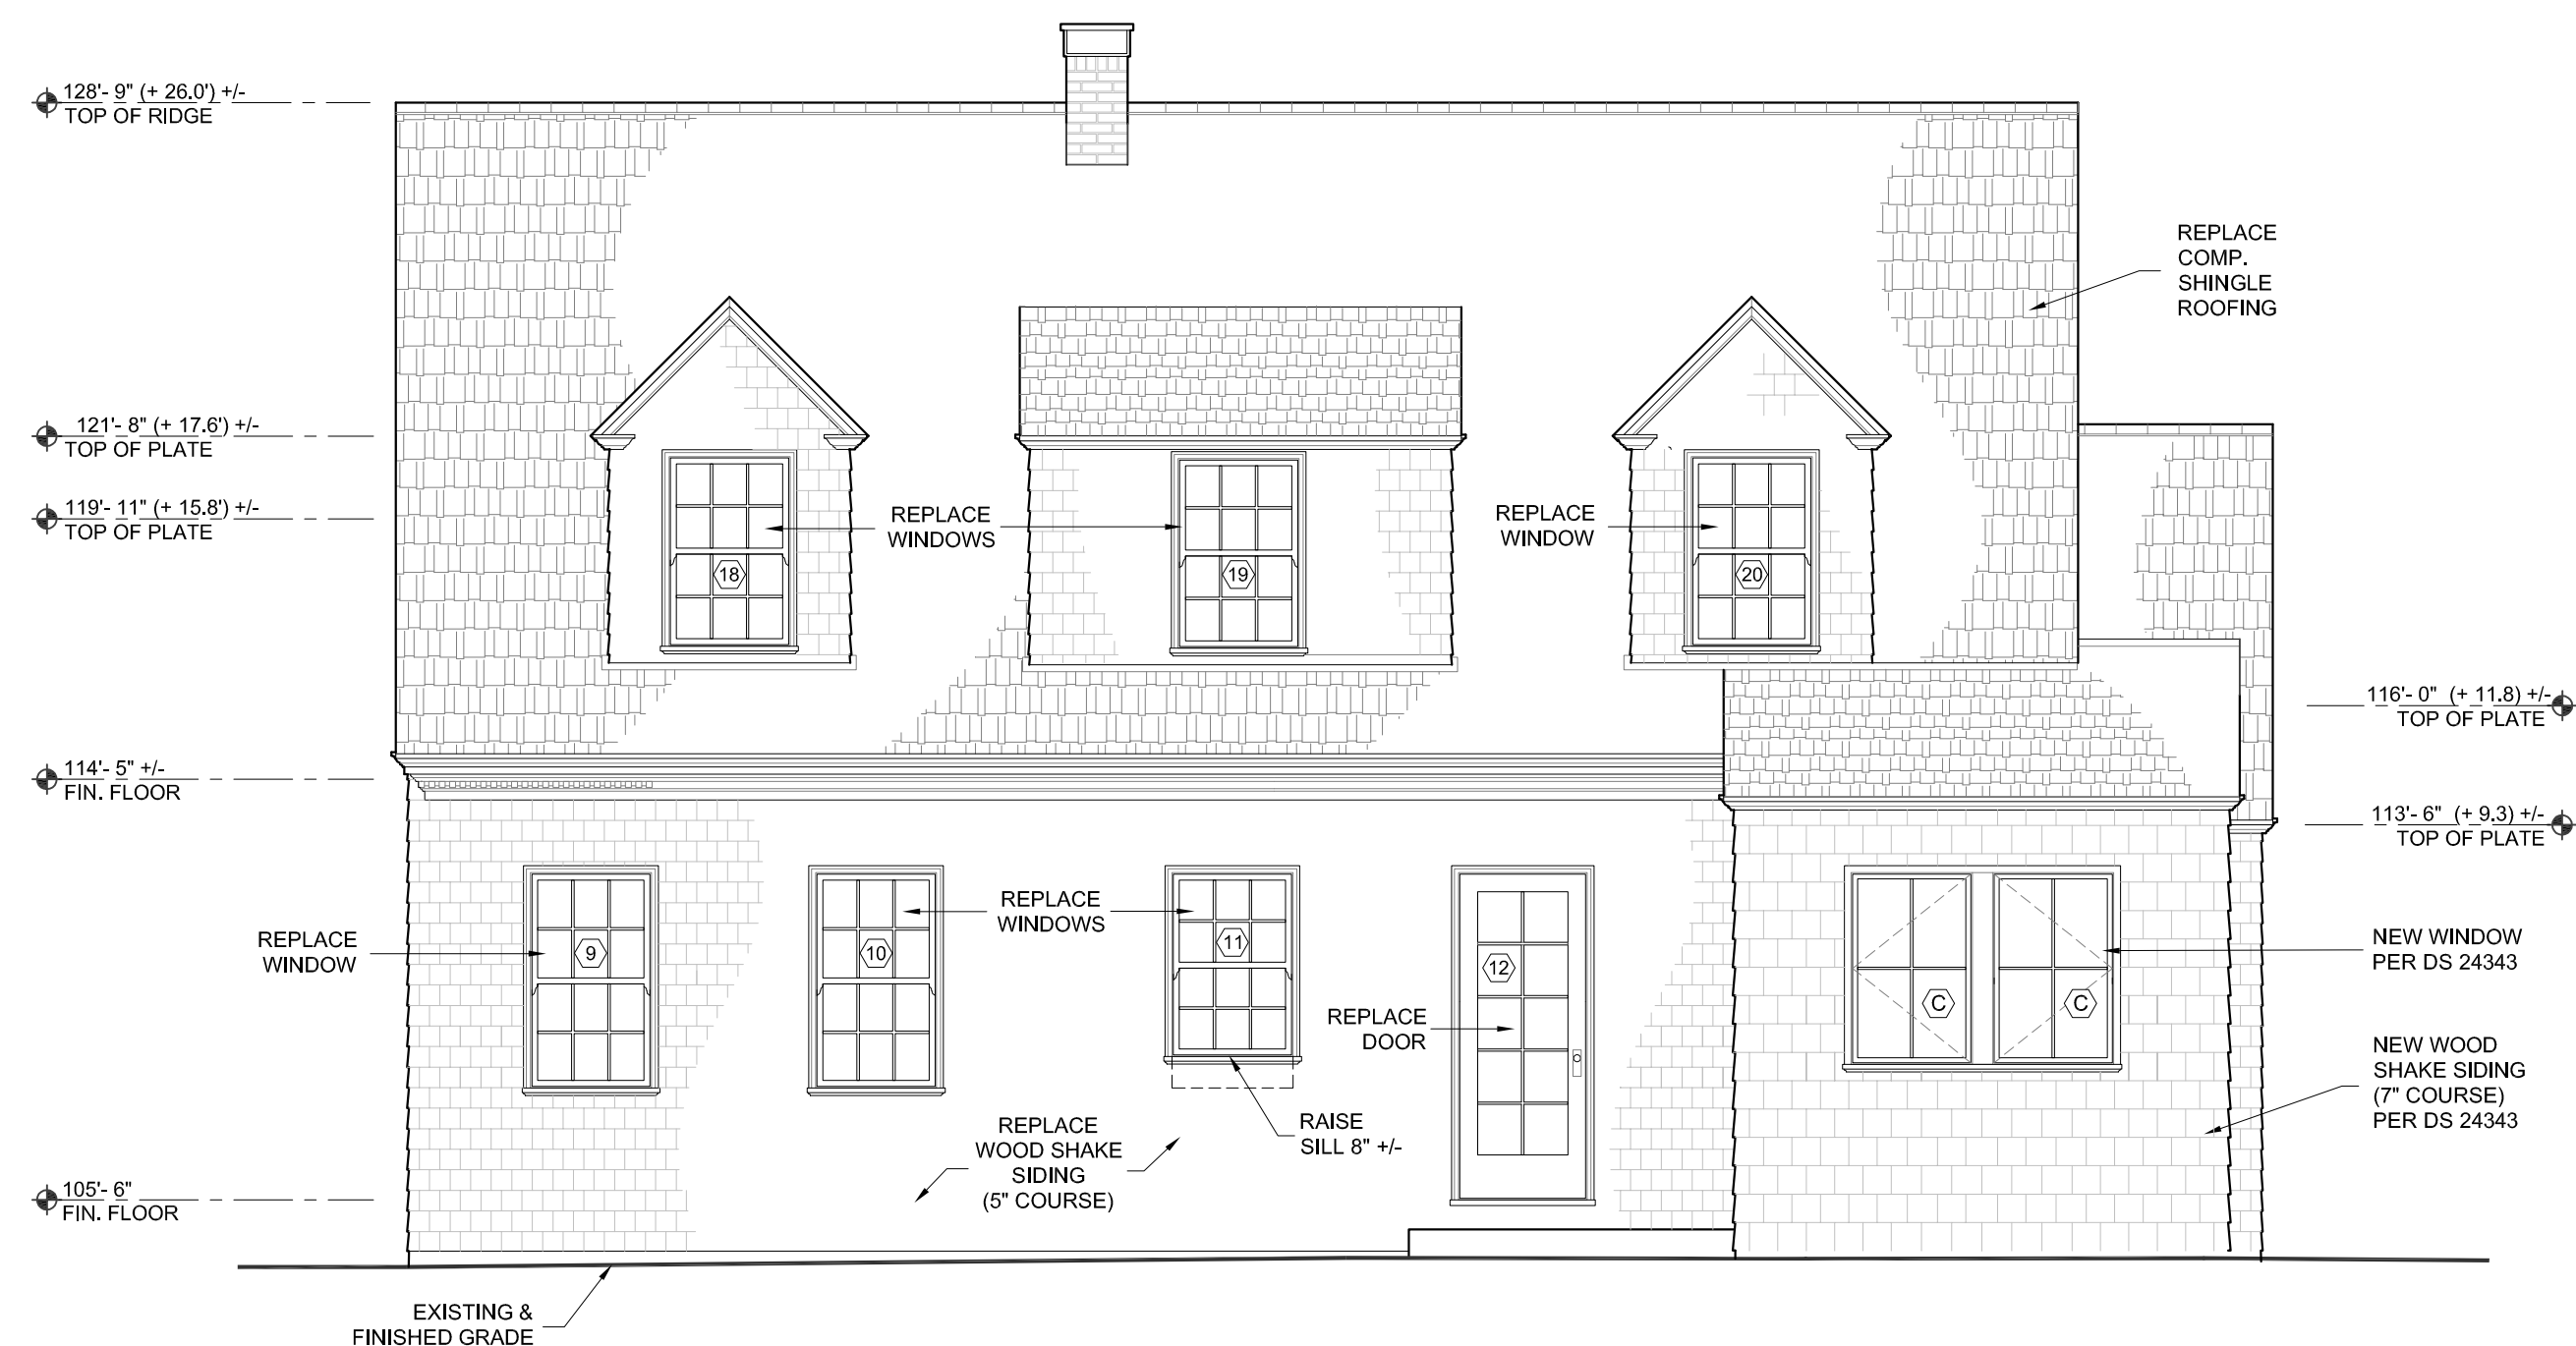 128'- 9" (+ 26.0') +/-
TOP OF RIDGE
REPLACE
COMP.
SHINGLE
ROOFING
121'- 8" (+ 17.6') +/-
TOP OF PLATE
119'- 11" (+ 15.8') +/-
TOP OF PLATE
REPLACE
WINDOWS
REPLACE
WINDOW
18
19
20
116'- 0" (+ 11.8) +/-
TOP OF PLATE
114'- 5" +/-
FIN. FLOOR
113'- 6" (+ 9.3) +/-
TOP OF PLATE
REPLACE
WINDOW
9
10
REPLACE
WINDOWS
11
12
REPLACE
DOOR
C
C
NEW WINDOW
PER DS 24343
NEW WOOD
SHAKE SIDING
(7" COURSE)
PER DS 24343
REPLACE
WOOD SHAKE
SIDING
(5" COURSE)
RAISE
SILL 8" +/-
105'- 6"
FIN. FLOOR
EXISTING &
FINISHED GRADE